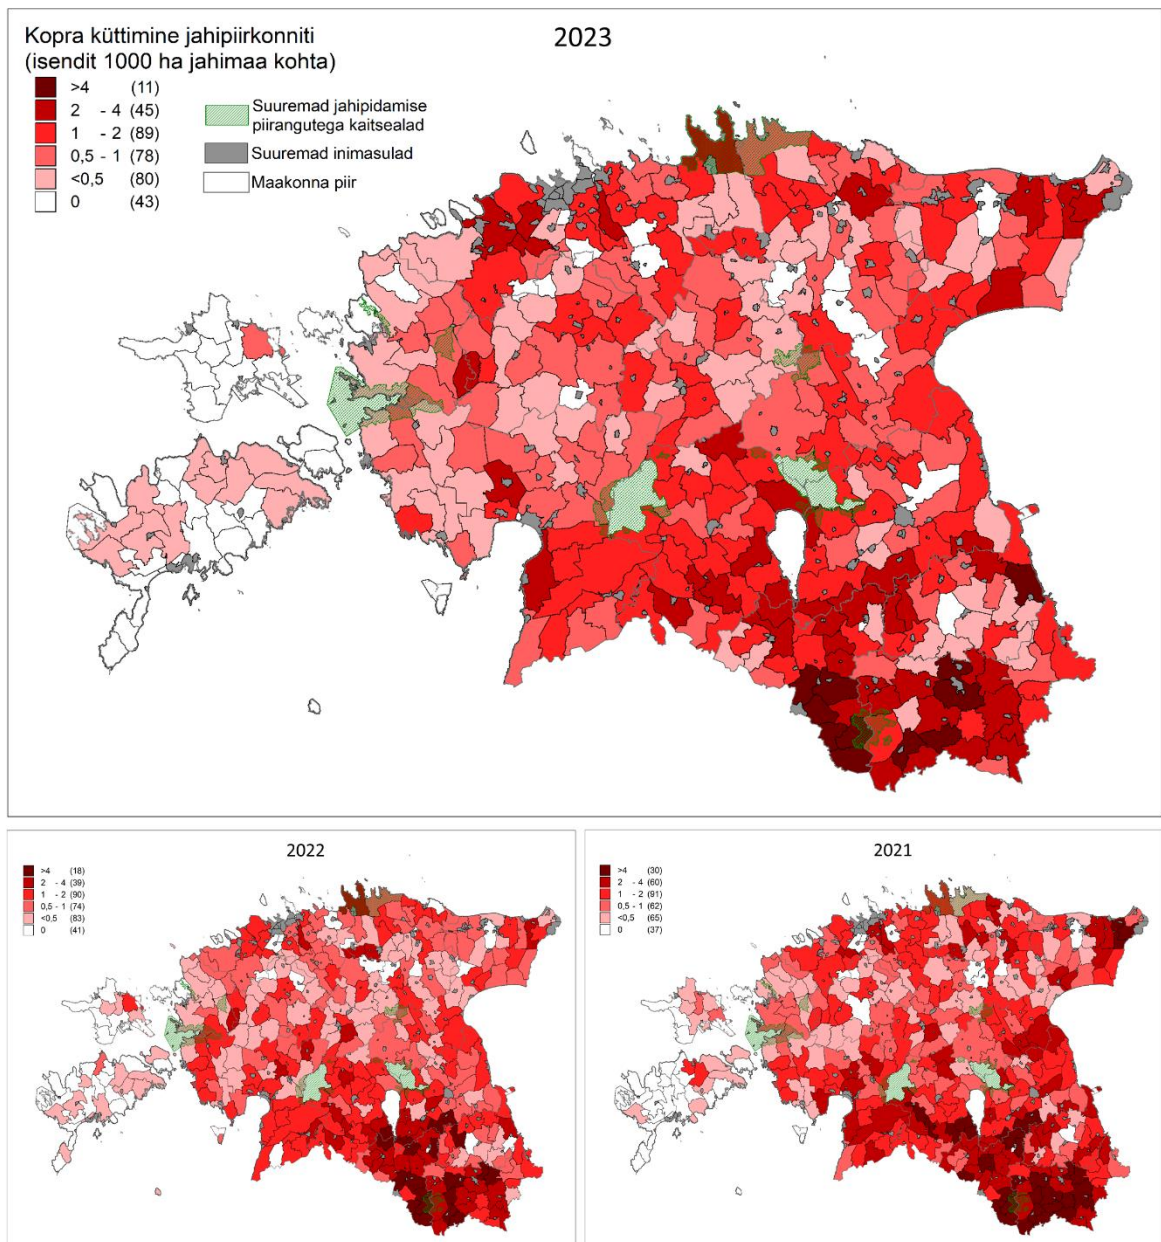 Kopra küttimine jahipiirkonniti
(isendit 1000 ha jahimaa kohta)
2023
>4 (11)
2 - 4 (45)
1 - 2 (89)
0,5 - 1 (78)
<0,5 (80)
0 (43)
Suuremad jahipidamise
piirangutega kaitsealad
Suuremad inimasulad
Maakonna piir
2022
>4 (18)
2 - 4 (39)
1 - 2 (90)
0,5 - 1 (74)
<0,5 (83)
0 (41)
2021
>4 (30)
2 - 4 (60)
1 - 2 (91)
0,5 - 1 (62)
<0,5 (65)
0 (37)